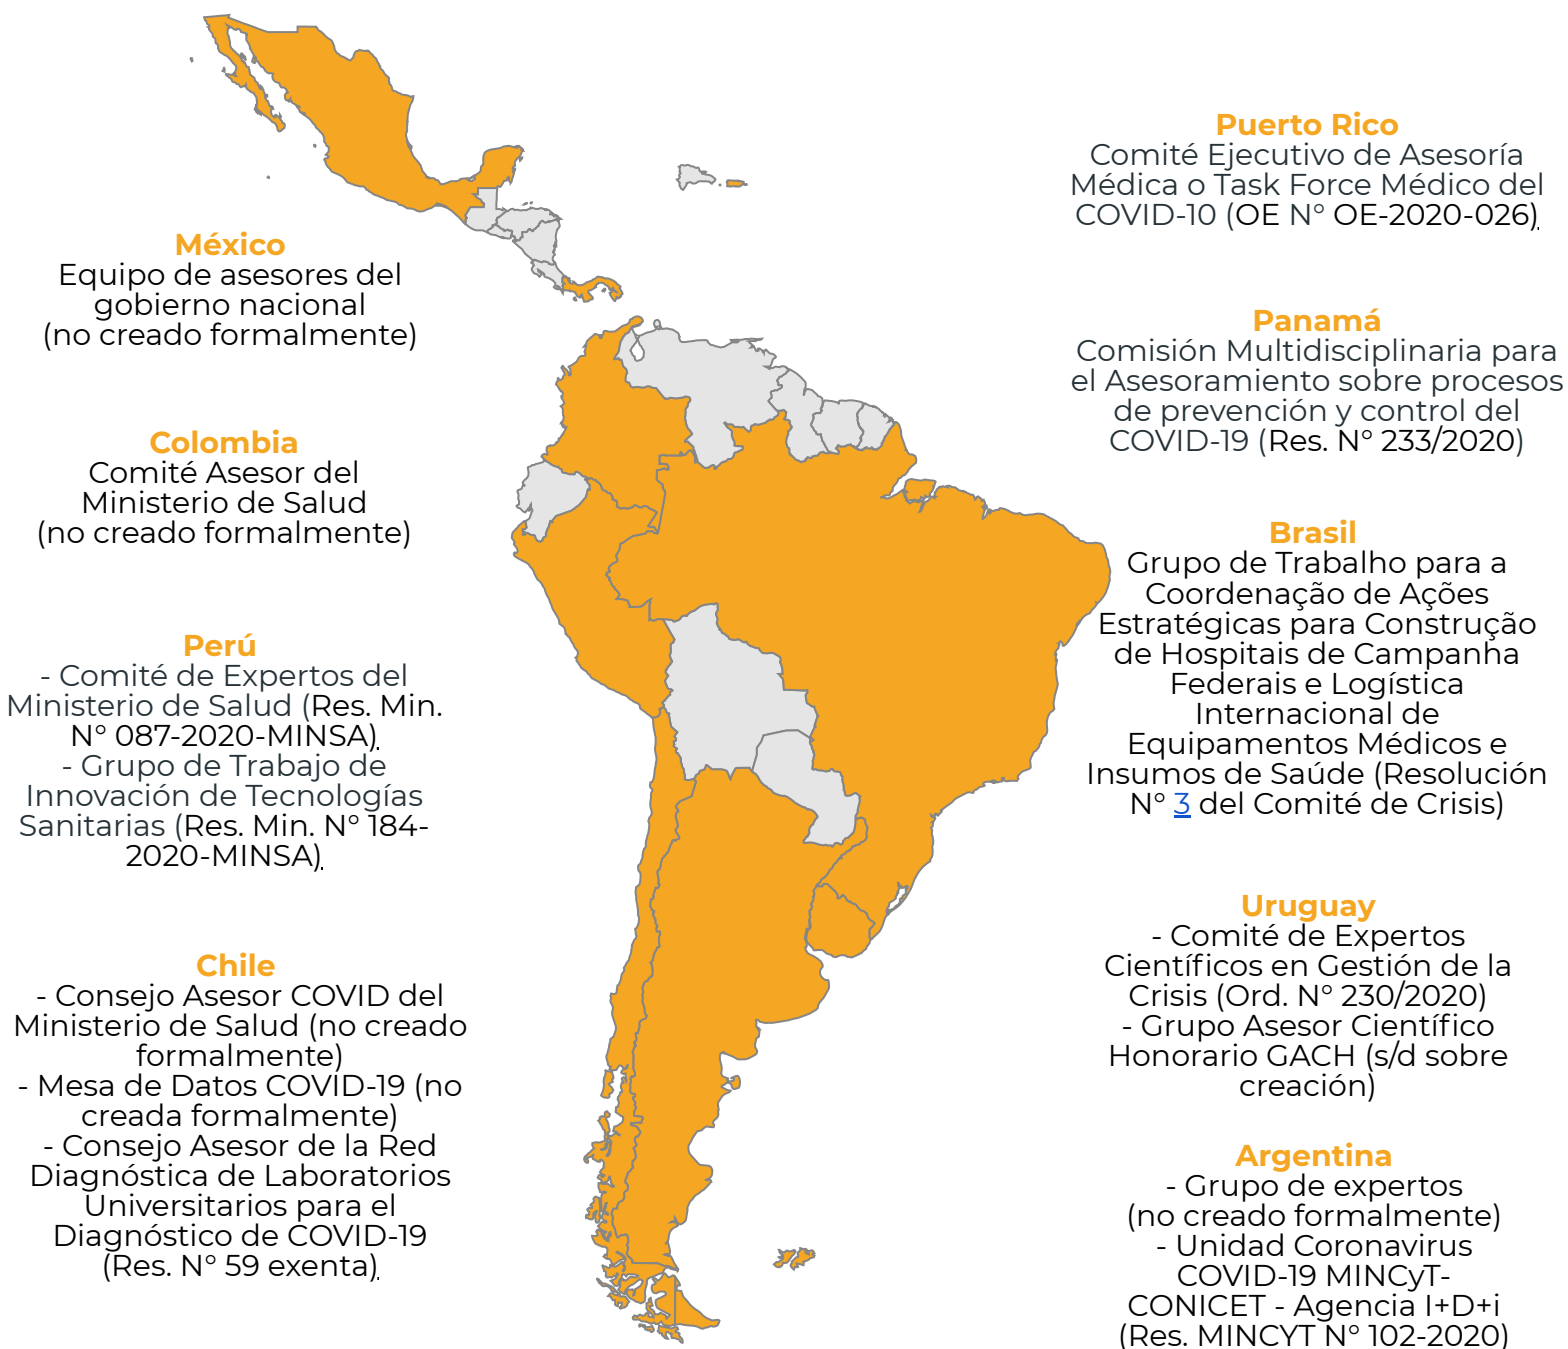 México
Equipo de asesores del
gobierno nacional
(no creado formalmente)
Colombia
Comité Asesor del
Ministerio de Salud
(no creado formalmente)
Perú
- Comité de Expertos del
Ministerio de Salud (Res. Min.
N° 087-2020-MINSA).
- Grupo de Trabajo de
Innovación de Tecnologías
Sanitarias (Res. Min. N° 184-
2020-MINSA).
Chile
- Consejo Asesor COVID del
Ministerio de Salud (no creado
formalmente)
- Mesa de Datos COVID-19 (no
creada formalmente)
- Consejo Asesor de la Red
Diagnóstica de Laboratorios
Universitarios para el
Diagnóstico de COVID-19
(Res. N° 59 exenta).
Puerto Rico
Comité Ejecutivo de Asesoría
Médica o Task Force Médico del
COVID-10 (OE N° OE-2020-026).
Panamá
Comisión Multidisciplinaria para
el Asesoramiento sobre procesos
de prevención y control del
COVID-19 (Res. N° 233/2020)
Brasil
Grupo de Trabalho para a
Coordenação de Ações
Estratégicas para Construção
de Hospitais de Campanha
Federais e Logística
Internacional de
Equipamentos Médicos e
Insumos de Saúde (Resolución
N° 3 del Comité de Crisis)
Uruguay
- Comité de Expertos
Científicos en Gestión de la
Crisis (Ord. N° 230/2020)
- Grupo Asesor Científico
Honorario GACH (s/d sobre
creación)
Argentina
- Grupo de expertos
(no creado formalmente)
- Unidad Coronavirus
COVID-19 MINCyT-
CONICET - Agencia I+D+i
(Res. MINCYT N° 102-2020)